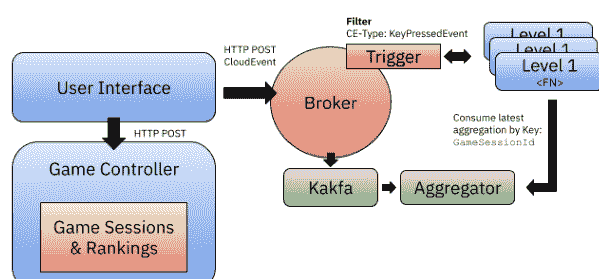 User Interface
HTTP POST
CloudEvent
HTTP POST
Game Controller
Game Sessions
& Rankings
Broker
Filter
CE-Type: KeyPressedEvent
Trigger
Level 1
Level 1
Level 1
<FN>
Consume latest
aggregation by Key:
GameSessionId
Kakfa
Aggregator